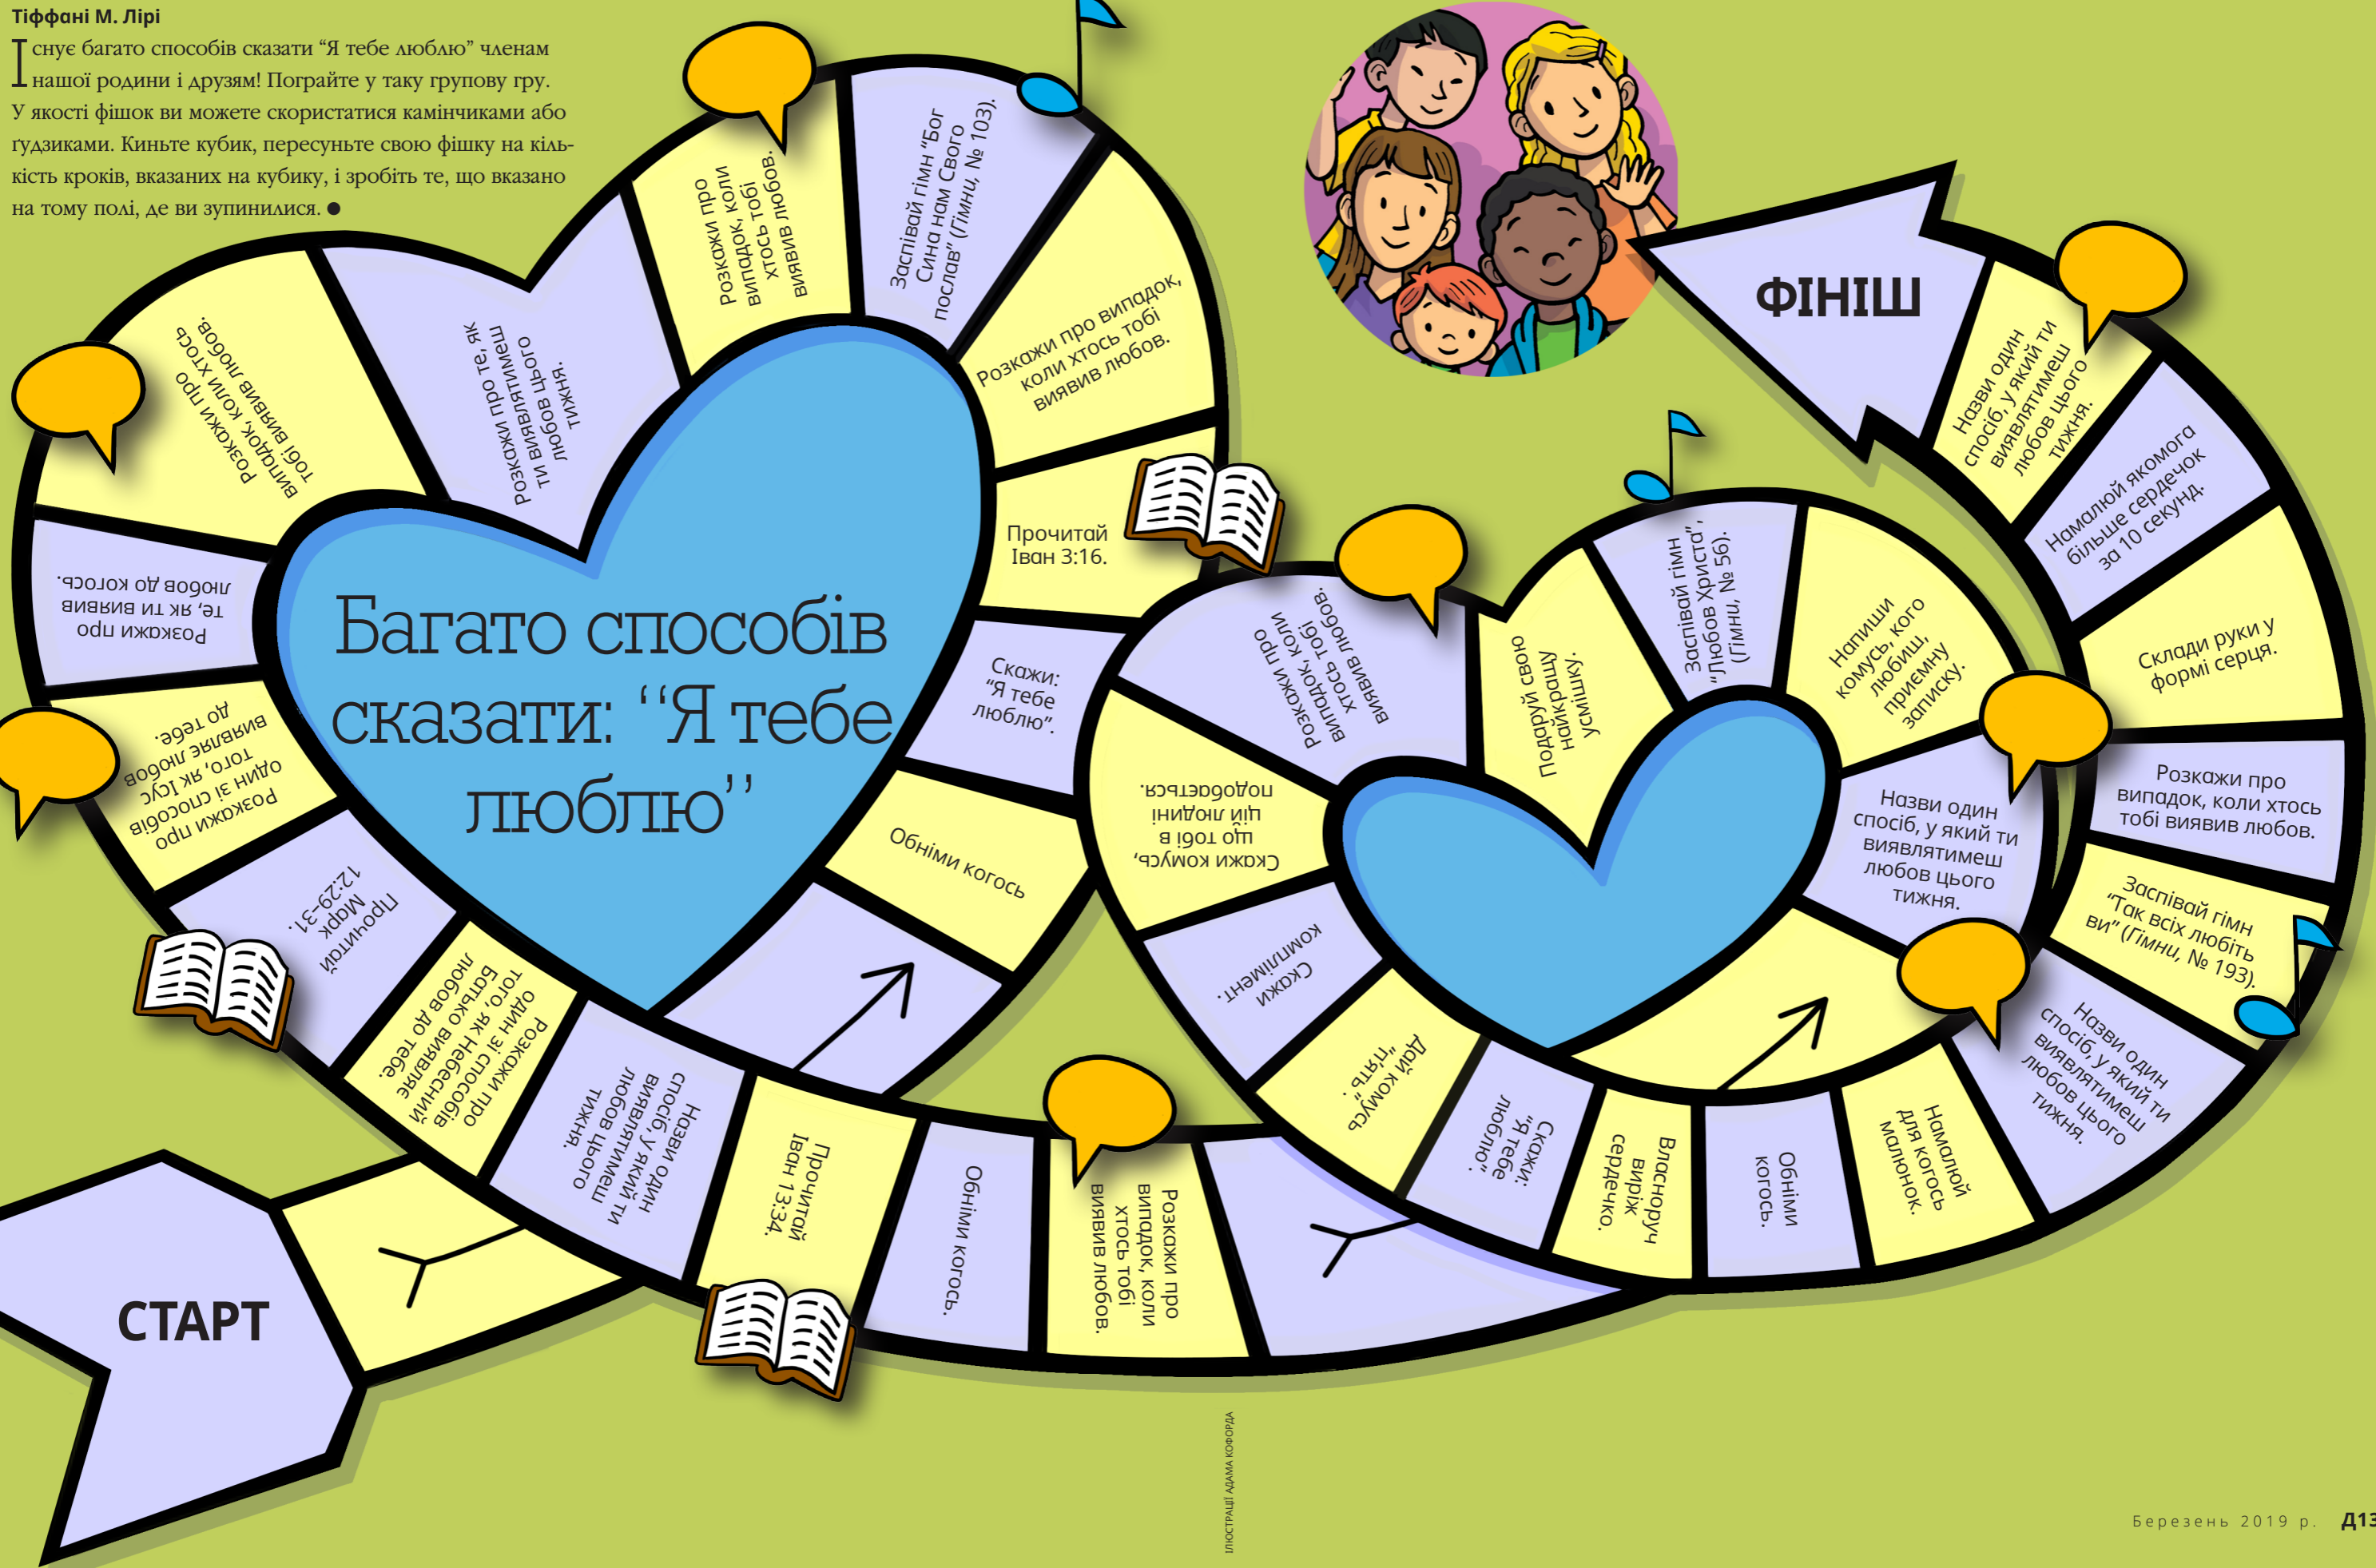 Тіффані М. Лірі
Існує багато способів сказати “Я тебе люблю” членам
нашої родини і друзям! Пограйте у таку групову гру.
У якості фішок ви можете скористатися камінчиками або
ґудзиками. Киньте кубик, пересуньте свою фішку на кіль-
кість кроків, вказаних на кубику, і зробіть те, що вказано
на тому полі, де ви зупинилися. ●
Багато способів
сказати: “Я тебе
люблю”
СТАРТ
Обніми когось
Скажи:
“Я тебе
люблю”.
Прочитай
Іван 3:16.
Розкажи про випадок,
коли хтось тобі
виявив любов.
Заспівай гімн “Бог
Сина нам Свого
послав” (Гімни, № 103).
Розкажи про
випадок, коли
хтось тобі
виявив любов.
Розкажи про те, як
ти виявлятимеш
любов цього
тижня.
Розкажи про
випадок, коли хтось
тобі виявив любов.
Розкажи про
те, як ти виявив
любов до когось.
Розкажи про
один зі способів
того, як Ісус
виявляє любов
до тебе.
Прочитай
Марк
12:29–31.
Розкажи про
один зі способів
того, як Небесний
Батько виявляє
любов до тебе.
Назви один
спосіб, у який ти
виявлятимеш
любов цього
тижня.
Прочитай
Іван 13:34.
Обніми когось.
Розкажи про
випадок, коли
хтось тобі
виявив любов.
Назви один
спосіб, у який ти
виявлятимеш
любов цього
тижня.
Напиши
комусь, кого
любиш,
приємну
записку.
Заспівай гімн
“Любов Христа”,
(Гімни, № 56).
Подаруй свою
найкращу
усмішку.
Розкажи про
випадок, коли
хтось тобі
виявив любов.
Скажи комусь,
що тобі в
цій людині
подобається.
Скажи
комплімент.
Дай комусь
“п’ять”.
Скажи:
“Я тебе
люблю”.
Власноруч
виріж
сердечко.
Обніми
когось.
Намалюй
для когось
малюнок.
Назви один
спосіб, у який ти
виявлятимеш
любов цього
тижня.
Заспівай гімн
“Так всіх любіть
ви” (Гімни, № 193).
Розкажи про
випадок, коли хтось
тобі виявив любов.
Склади руки у
формі серця.
Намалюй якомога
більше сердечок
за 10 секунд.
Назви один
спосіб, у який ти
виявлятимеш
любов цього
тижня.
ФІНІШ
ІЛЮСТРАЦІЇ АДАМА КОФОРДА
Березень 2019 р. Д13